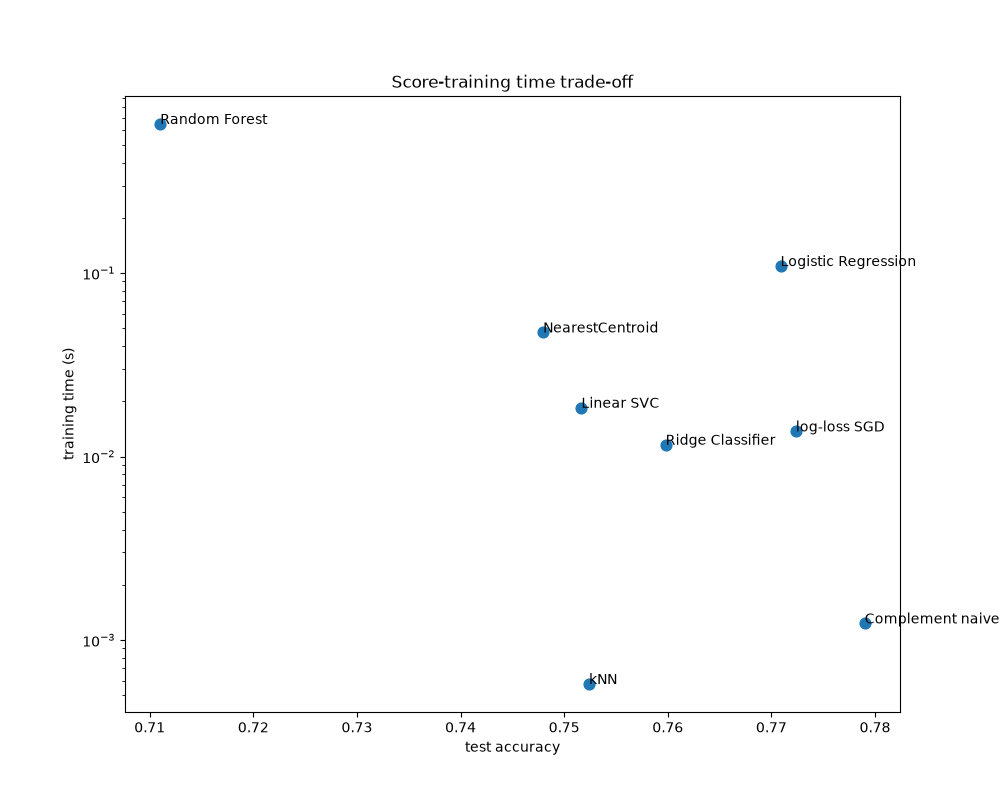 Score-training time trade-off
Random Forest
Logistic Regression
NearestCentroid
Linear SVC
log-loss SGD
Ridge Classifier
Complement naive
kNN
training time (s)
10⁻¹
10⁻²
10⁻³
0.71 0.72 0.73 0.74 0.75 0.76 0.77 0.78
test accuracy